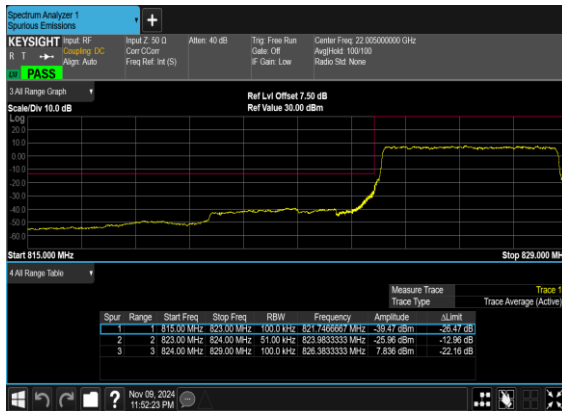 Spectrum Analyzer 1
Spurious Emissions
KEYSIGHT Input: RF Input Z: 50 Ω Atten: 40 dB Trig: Free Run Center Freq: 22.005000000 GHz
R T Coupling: DC Corr CCorr Gate: Off Avg|Hold: 100/100
Align: Auto Freq Ref: Int (S) IF Gain: Low Radio Std: None
PASS
3 All Range Graph
Ref Lvl Offset 7.50 dB
Scale/Div 10.0 dB Ref Value 30.00 dBm
Log
20.0
10.0
0.00
-10.0
-20.0
-30.0
-40.0
-50.0
-60.0
Start 815.000 MHz Stop 829.000 MH
4 All Range Table
Measure Trace Trace 1
Trace Type Trace Average (Active)
Spur Range Start Freq Stop Freq RBW Frequency Amplitude ΔLimit
1 1 815.00 MHz 823.00 MHz 100.0 kHz 821.7466667 MHz -39.47 dBm -26.47 dB
2 2 823.00 MHz 824.00 MHz 51.00 kHz 823.9833333 MHz -25.96 dBm -12.96 dB
3 3 824.00 MHz 829.00 MHz 100.0 kHz 826.3833333 MHz 7.836 dBm -22.16 dB
? Nov 09, 2024
11:52:23 PM